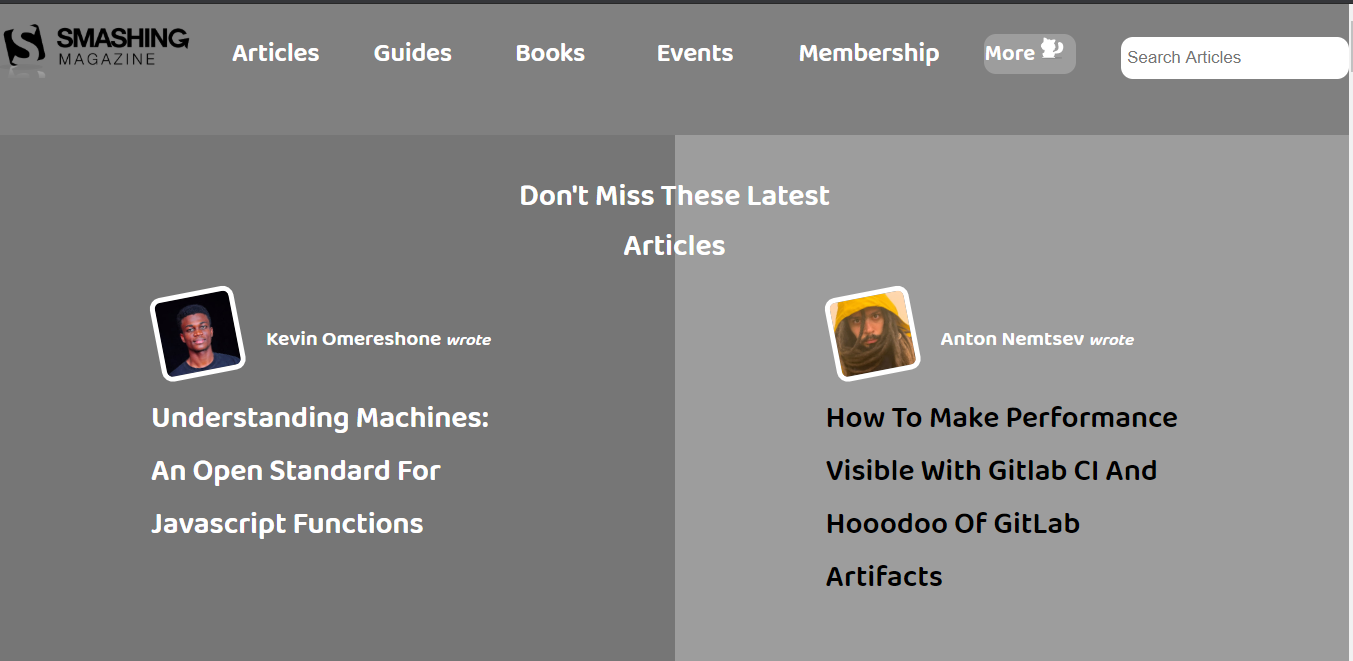 SMASHING
MAGAZINE
Articles Guides Books Events Membership More Search Articles
Don't Miss These Latest
Articles
Kevin Omereshone wrote
Understanding Machines:
An Open Standard For
Javascript Functions
Anton Nemtsev wrote
How To Make Performance
Visible With Gitlab CI And
Hooodoo Of GitLab
Artifacts